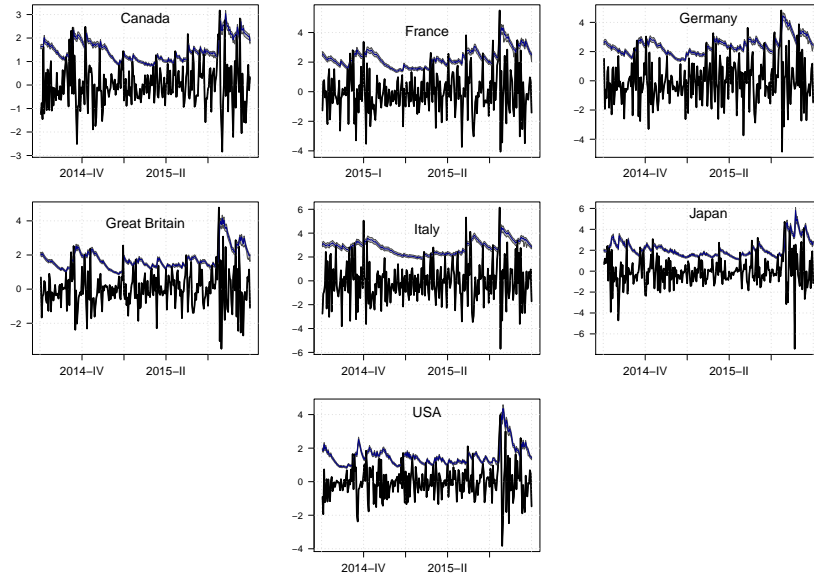 Canada
3
2
1
0
1
2
−3
2014−IV
2015−II
France
4
2
0
−2
−4
2015−I
2015−II
Germany
4
2
0
−2
−4
2014−IV
2015−II
Great Britain
4
2
0
−2
2014−IV
2015−II
Italy
6
4
2
0
−2
−4
−6
2014−IV
2015−II
Japan
6
4
2
0
−2
−4
−6
2014−IV
2015−II
USA
4
2
0
−2
−4
2014−IV
2015−II